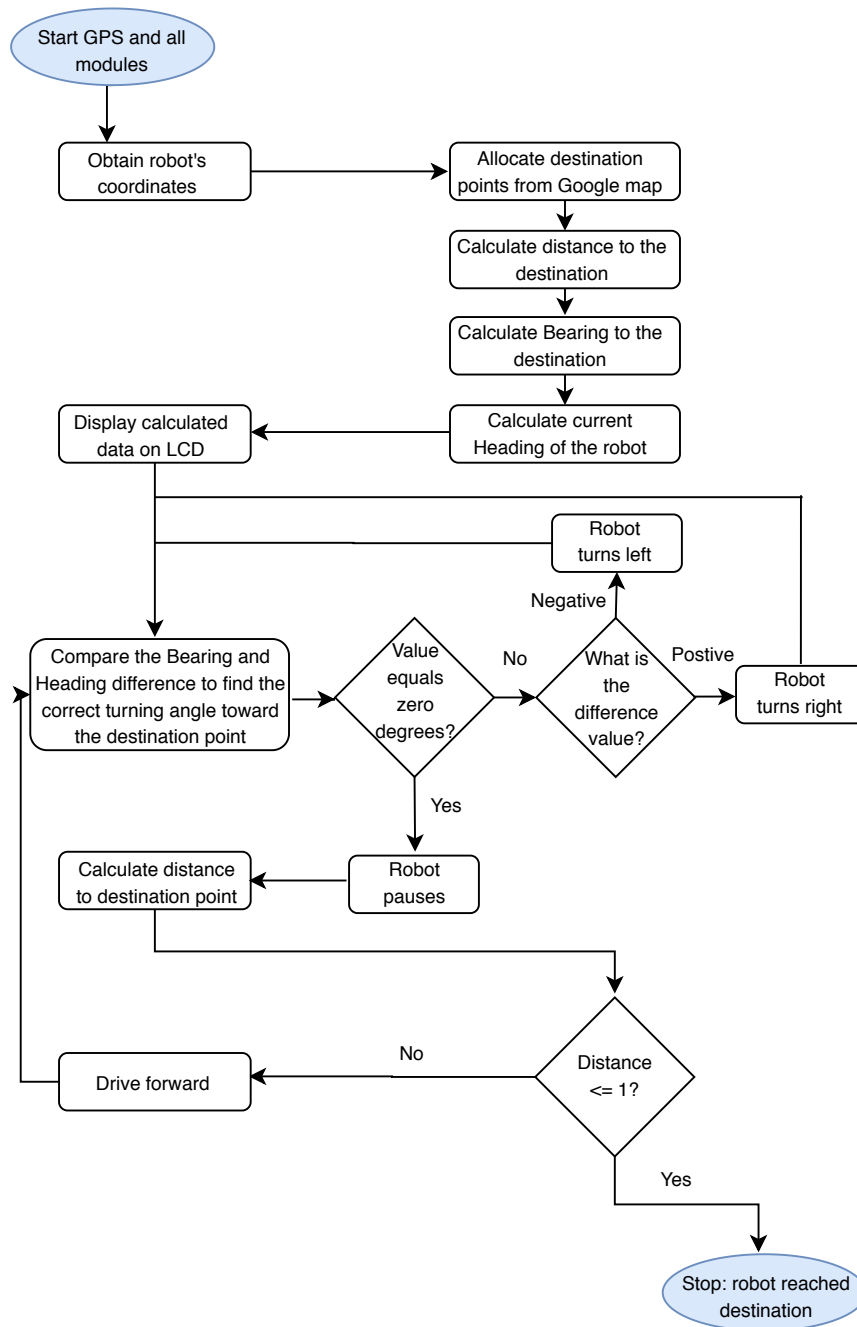 Start GPS and all
modules
Obtain robot's
coordinates
Allocate destination
points from Google map
Calculate distance to the
destination
Calculate Bearing to the
destination
Calculate current
Heading of the robot
Display calculated
data on LCD
Robot
turns left
Negative
Compare the Bearing and
Heading difference to find the
correct turning angle toward
the destination point
Value
equals
zero
degrees?
No
What is
the
difference
value?
Postive
Robot
turns right
Yes
Robot
pauses
Calculate distance
to destination point
Distance
<= 1?
No
Drive forward
Yes
Stop: robot reached
destination